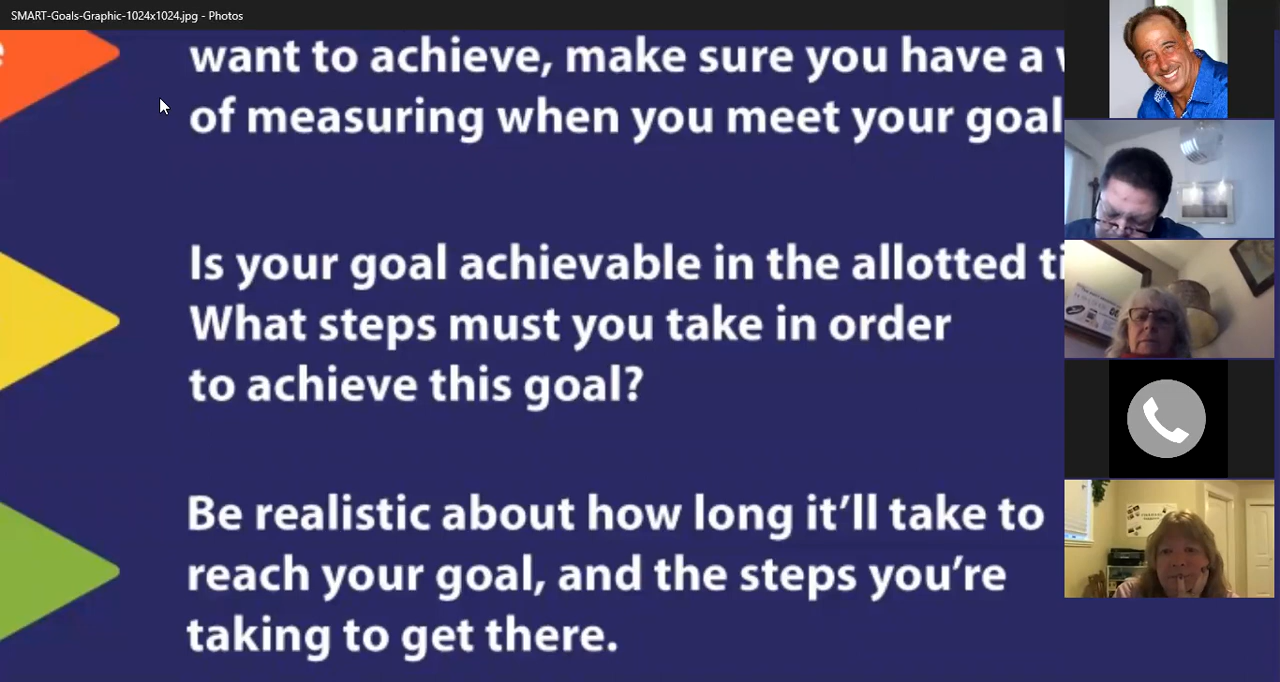 SMART-Goals-Graphic-1024x1024.jpg - Photos
e
want to achieve, make sure you have a
of measuring when you meet your goal
Is your goal achievable in the allotted ti
What steps must you take in order
to achieve this goal?
Be realistic about how long it'll take to
reach your goal, and the steps you're
taking to get there.